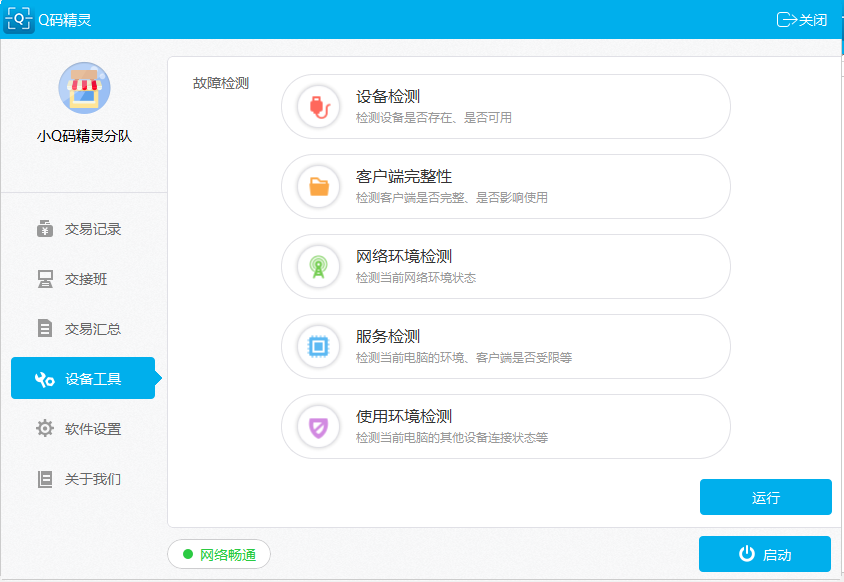 Q码精灵
关闭
小Q码精灵分队
交易记录
交接班
交易汇总
设备工具
软件设置
关于我们
故障检测
设备检测
检测设备是否存在、是否可用
客户端完整性
检测客户端是否完整、是否影响使用
网络环境检测
检测当前网络环境状态
服务检测
检测当前电脑的环境、客户端是否受限等
使用环境检测
检测当前电脑的其他设备连接状态等
运行
网络畅通
启动